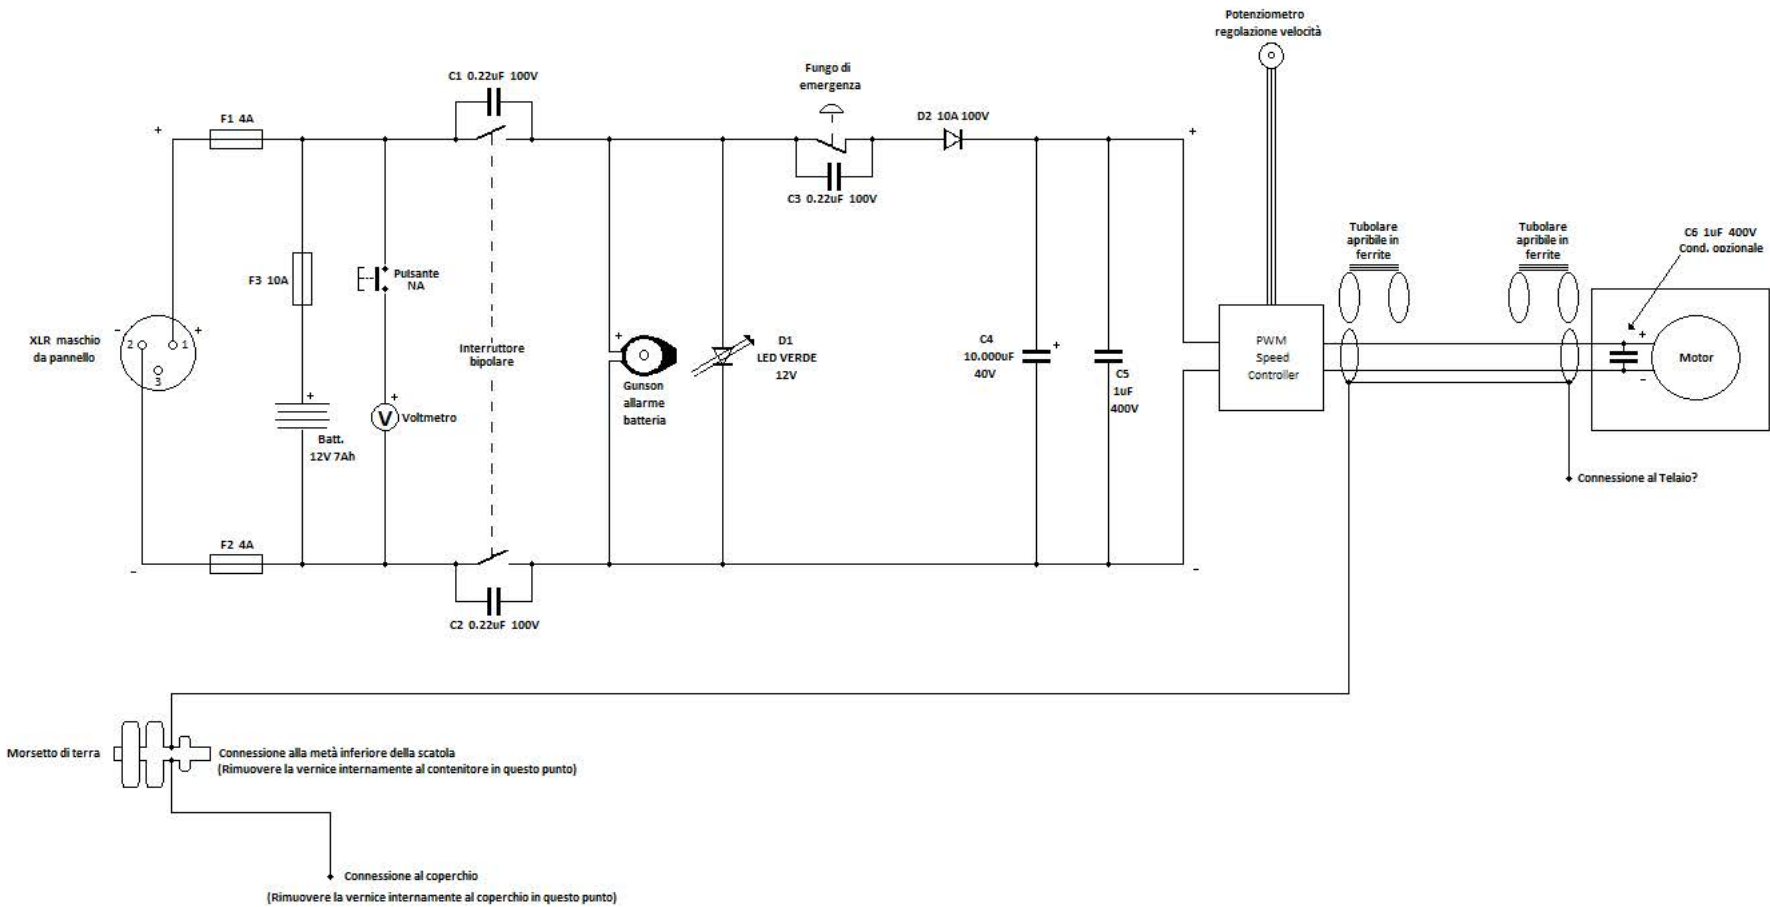 Potenziometro
regolazione velocità
C1 0.22uF 100V
Fungo di
emergenza
F1 4A
D2 10A 100V
+
+
C3 0.22uF 100V
Tubolare
apribile in
ferrite
Tubolare
apribile in
ferrite
C6 1uF 400V
Cond. opzionale
F3 10A
Pulsante
NA
XLR maschio
da pannello
-
+
2
1
3
Interruttore
bipolare
+
Gunson
allarme
batteria
D1
LED VERDE
12V
C4
10.000uF
40V
+
C5
1uF
400V
PWM
Speed
Controller
+
-
Motor
+
Batt.
12V 7Ah
+
V
Voltmetro
Connessione al Telaio?
F2 4A
-
-
C2 0.22uF 100V
Morsetto di terra
Connessione alla metà inferiore della scatola
(Rimuovere la vernice internamente al contenitore in questo punto)
Connessione al coperchio
(Rimuovere la vernice internamente al coperchio in questo punto)